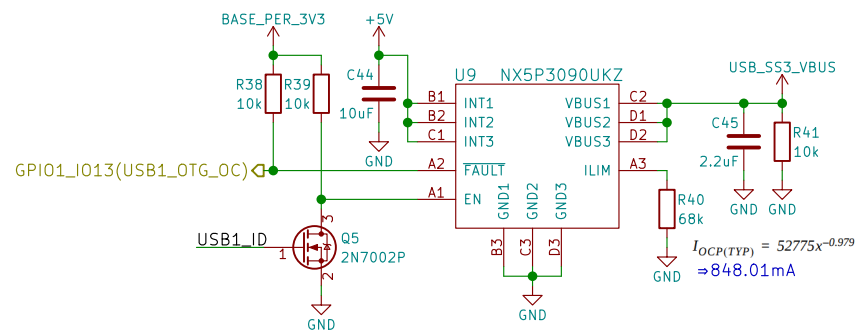 BASE_PER_3V3
+5V
R38
10k
R39
10k
C44
10uF
GND
U9
NX5P3090UKZ
B1
INT1
B2
INT2
C1
INT3
A2
FAULT
A1
EN
VBUS1
C2
VBUS2
D1
VBUS3
D2
ILIM
A3
GND1
GND2
GND3
B3
C3
D3
GND
USB_SS3_VBUS
C45
2.2uF
GND
R41
10k
GND
R40
68k
GND
I_OCP(TYP) = 52775x^−0.979
⇒848.01mA
GPIO1_IO13(USB1_OTG_OC)
USB1_ID
1
3
2
Q5
2N7002P
GND